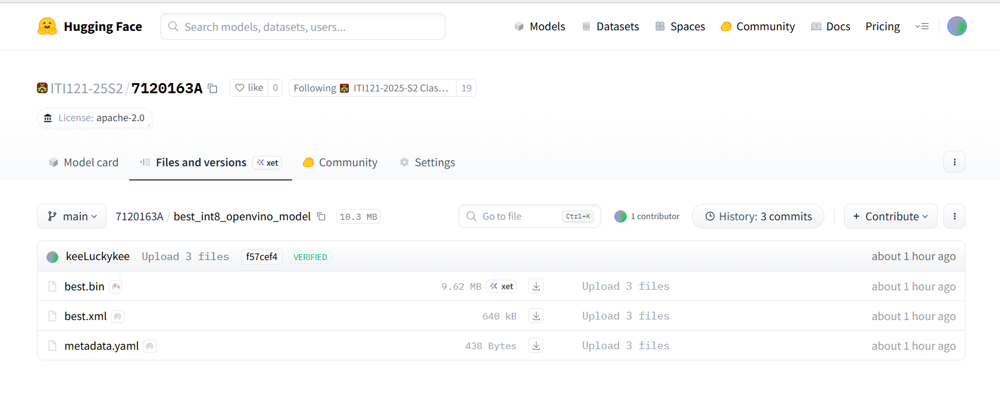 Hugging Face Search models, datasets, users... Models Datasets Spaces Community Docs Pricing
ITI121-25S2/7120163A like 0 Following ITI121-2025-S2 Clas... 19
License: apache-2.0
Model card Files and versions xet Community Settings
main 7120163A / best_int8_openvino_model 10.3 MB Go to file Ctrl+K 1 contributor History: 3 commits + Contribute
keeLuckykee Upload 3 files f57cef4 VERIFIED about 1 hour ago
best.bin 9.62 MB xet Upload 3 files about 1 hour ago
best.xml 640 kB Upload 3 files about 1 hour ago
metadata.yaml 438 Bytes Upload 3 files about 1 hour ago